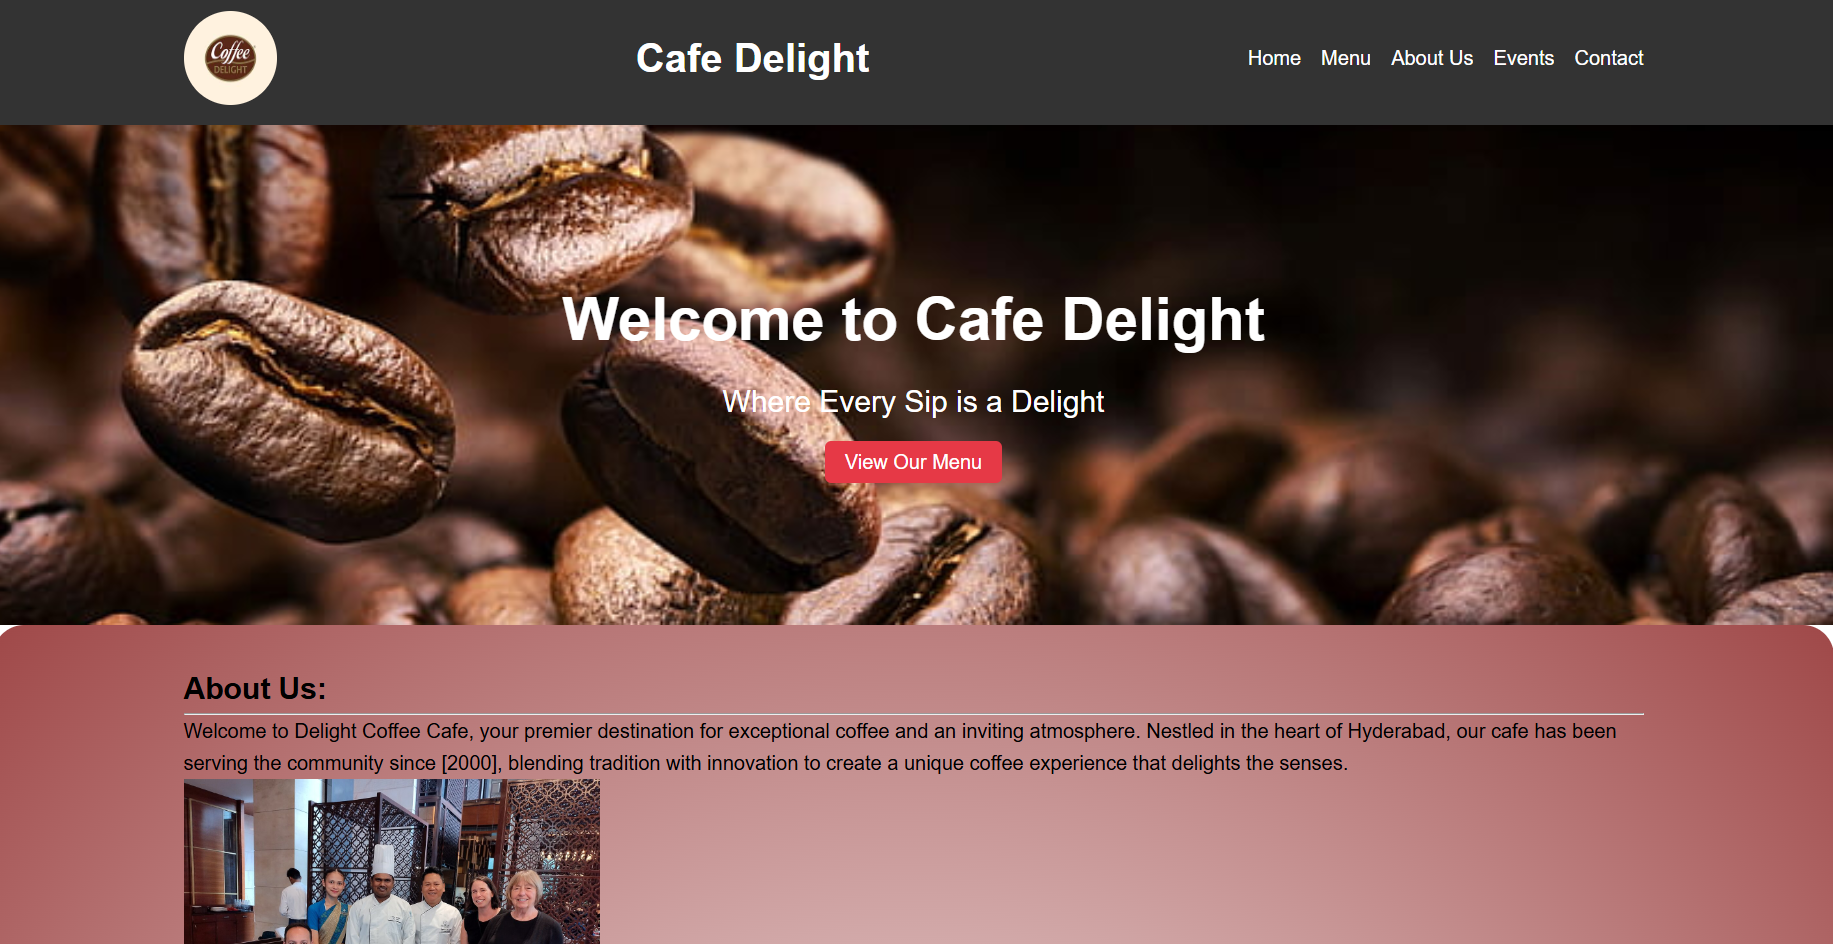 Coffee
DELIGHT
Cafe Delight
Home Menu About Us Events Contact
Welcome to Cafe Delight
Where Every Sip is a Delight
View Our Menu
About Us:
Welcome to Delight Coffee Cafe, your premier destination for exceptional coffee and an inviting atmosphere. Nestled in the heart of Hyderabad, our cafe has been
serving the community since [2000], blending tradition with innovation to create a unique coffee experience that delights the senses.